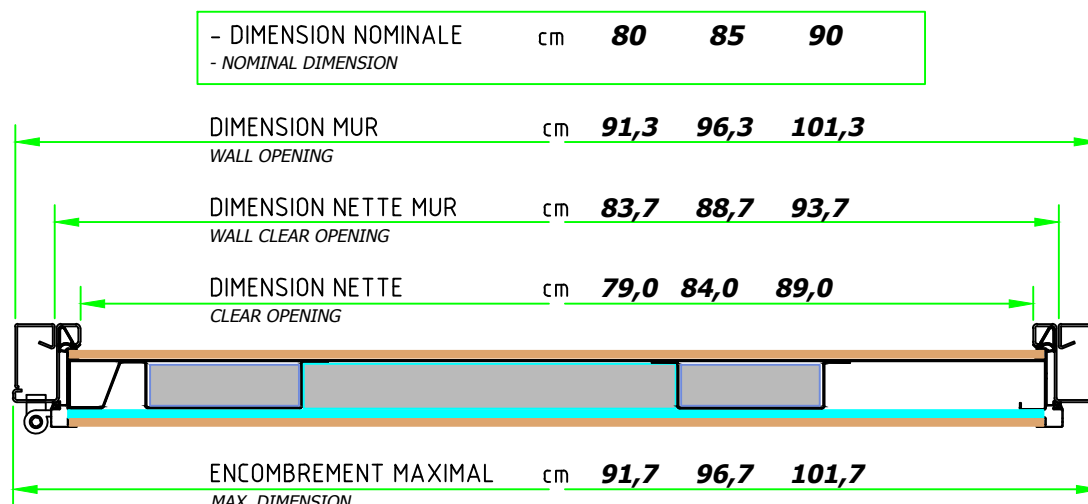 - DIMENSION NOMINALE cm 80 85 90
- NOMINAL DIMENSION
DIMENSION MUR cm 91,3 96,3 101,3
WALL OPENING
DIMENSION NETTE MUR cm 83,7 88,7 93,7
WALL CLEAR OPENING
DIMENSION NETTE cm 79,0 84,0 89,0
CLEAR OPENING
ENCOMBREMENT MAXIMAL cm 91,7 96,7 101,7
MAX. DIMENSION